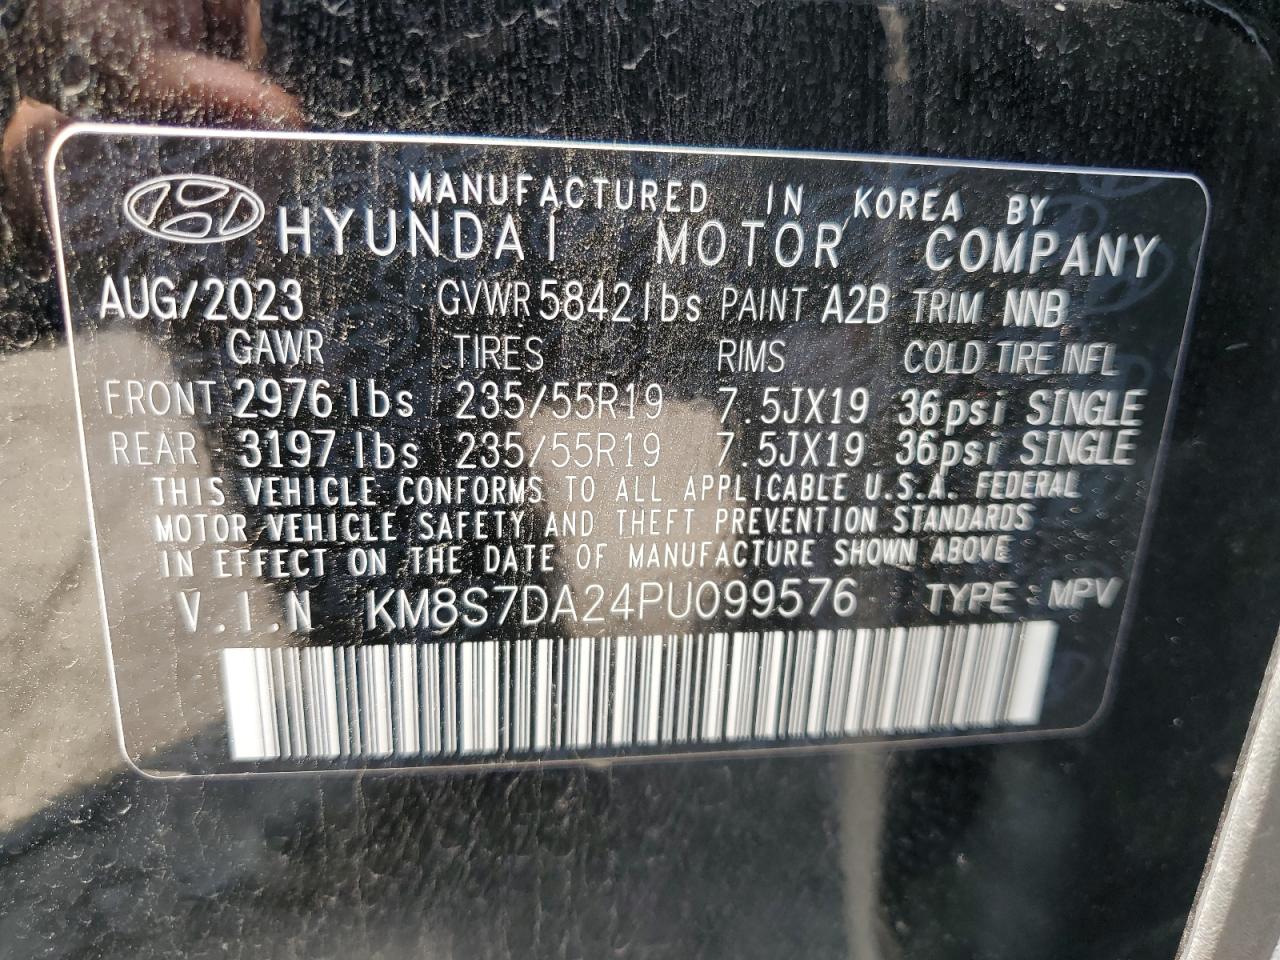 MANUFACTURED IN KOREA BY
HYUNDAI MOTOR COMPANY
AUG/2023 GVWR 5842 lbs PAINT A2B TRIM NNB
GAWR TIRES RIMS COLD TIRE INFL
FRONT 2976 lbs 235/55R19 7.5JX19 36psi SINGLE
REAR 3197 lbs 235/55R19 7.5JX19 36psi SINGLE
THIS VEHICLE CONFORMS TO ALL APPLICABLE U.S.A. FEDERAL
MOTOR VEHICLE SAFETY AND THEFT PREVENTION STANDARDS
IN EFFECT ON THE DATE OF MANUFACTURE SHOWN ABOVE
V.I.N KM8S7DA24PU099576 TYPE : MPV